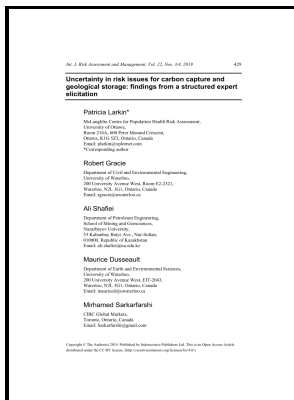 Int. J. Risk Assessment and Management, Vol. 22, Nos. 3/4, 2019 429
Uncertainty in risk issues for carbon capture and
geological storage: findings from a structured expert
elicitation
Patricia Larkin*
McLaughlin Centre for Population Health Risk Assessment,
University of Ottawa,
Room 216A, 600 Peter Morand Crescent,
Ottawa, K1G 5Z3, Ontario, Canada
Email: plarkin@xplornet.com
*Corresponding author
Robert Gracie
Department of Civil and Environmental Engineering,
University of Waterloo,
200 University Avenue West, Room E2-2321,
Waterloo, N2L 3G1, Ontario, Canada
Email: rgracie@uwaterloo.ca
Ali Shafiei
Department of Petroleum Engineering,
School of Mining and Geosciences,
Nazarbayev University,
53 Kabanbay Batyr Ave., Nur-Sultan,
010000, Republic of Kazakhstan
Email: ali.shafiei@nu.edu.kz
Maurice Dusseault
Department of Earth and Environmental Sciences,
University of Waterloo,
200 University Avenue West, EIT-2043,
Waterloo, N2L 3G1, Ontario, Canada
Email: mauriced@uwaterloo.ca
Mirhamed Sarkarfarshi
CIBC Global Markets,
Toronto, Ontario, Canada
Email: Sarkarfarshi@gmail.com
Copyright © The Author(s) 2019. Published by Inderscience Publishers Ltd. This is an Open Access Article
distributed under the CC BY license. (http://creativecommons.org/licenses/by/4.0/)